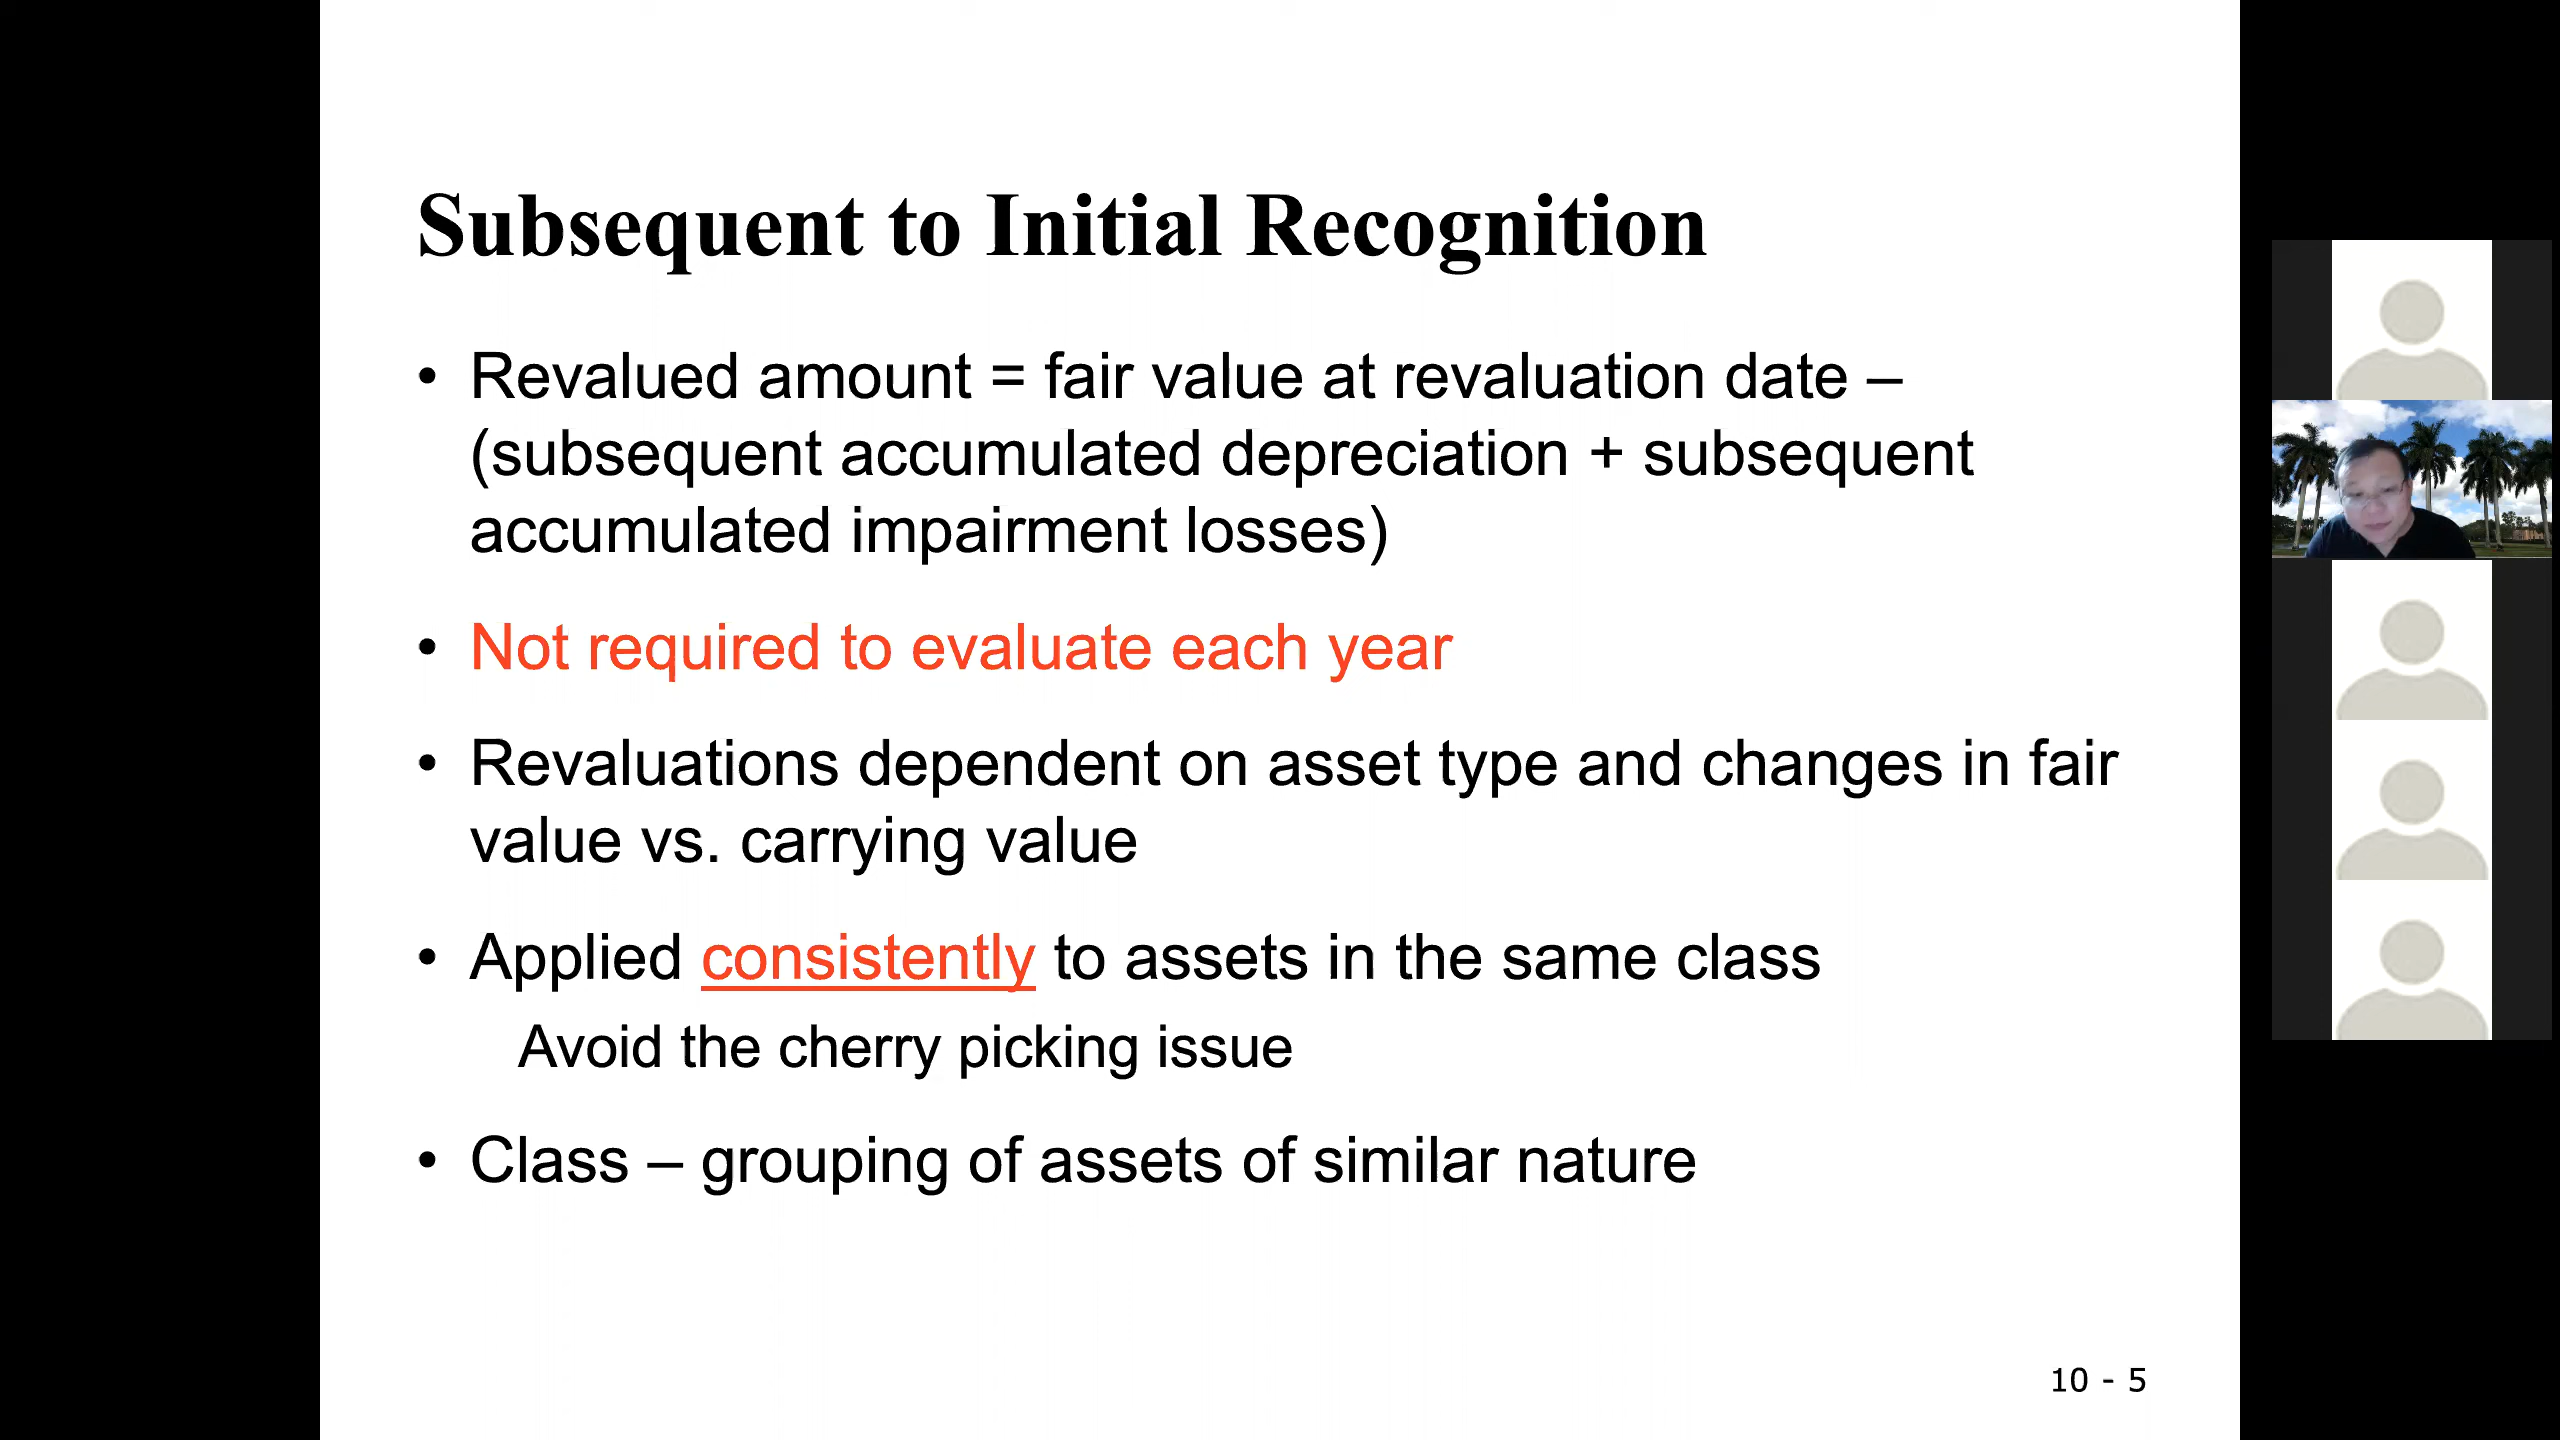 Subsequent to Initial Recognition
• Revalued amount = fair value at revaluation date –
(subsequent accumulated depreciation + subsequent
accumulated impairment losses)
• Not required to evaluate each year
• Revaluations dependent on asset type and changes in fair
value vs. carrying value
• Applied consistently to assets in the same class
Avoid the cherry picking issue
• Class – grouping of assets of similar nature
10 - 5